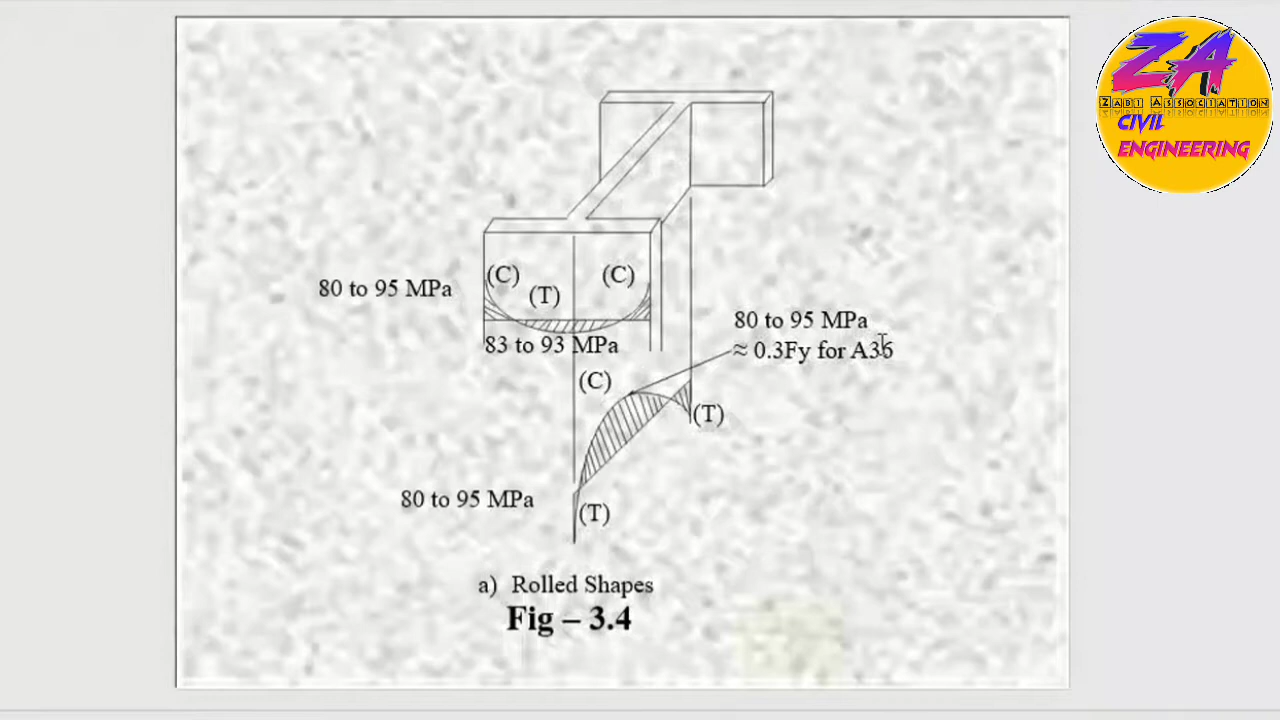 ZA
ZABI ASSOCIATION
CIVIL
ENGINEERING
(C)
(C)
80 to 95 MPa
(T)
83 to 93 MPa
80 to 95 MPa
≈ 0.3Fy for A36
(C)
(T)
80 to 95 MPa
(T)
a) Rolled Shapes
Fig – 3.4